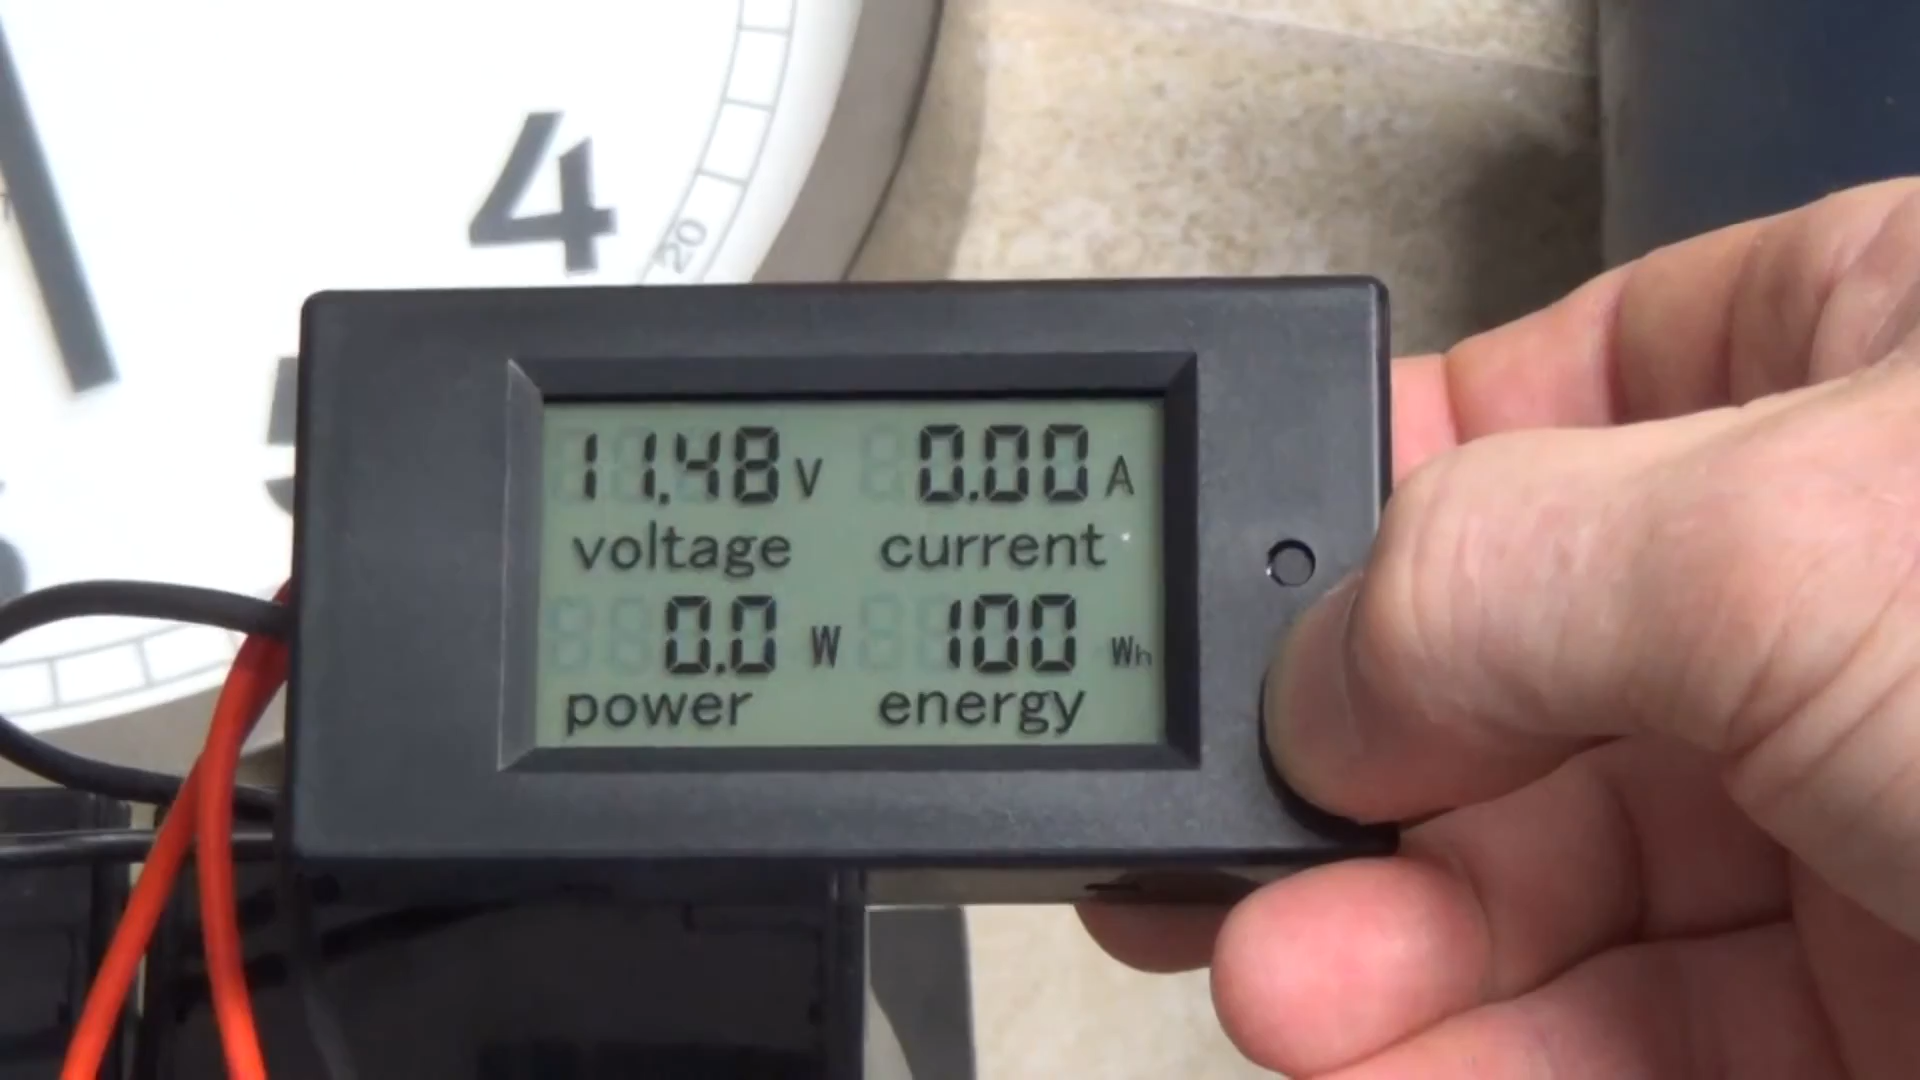 4
20
11.48 V 0.00 A
voltage current
0.0 W 100 Wh
power energy